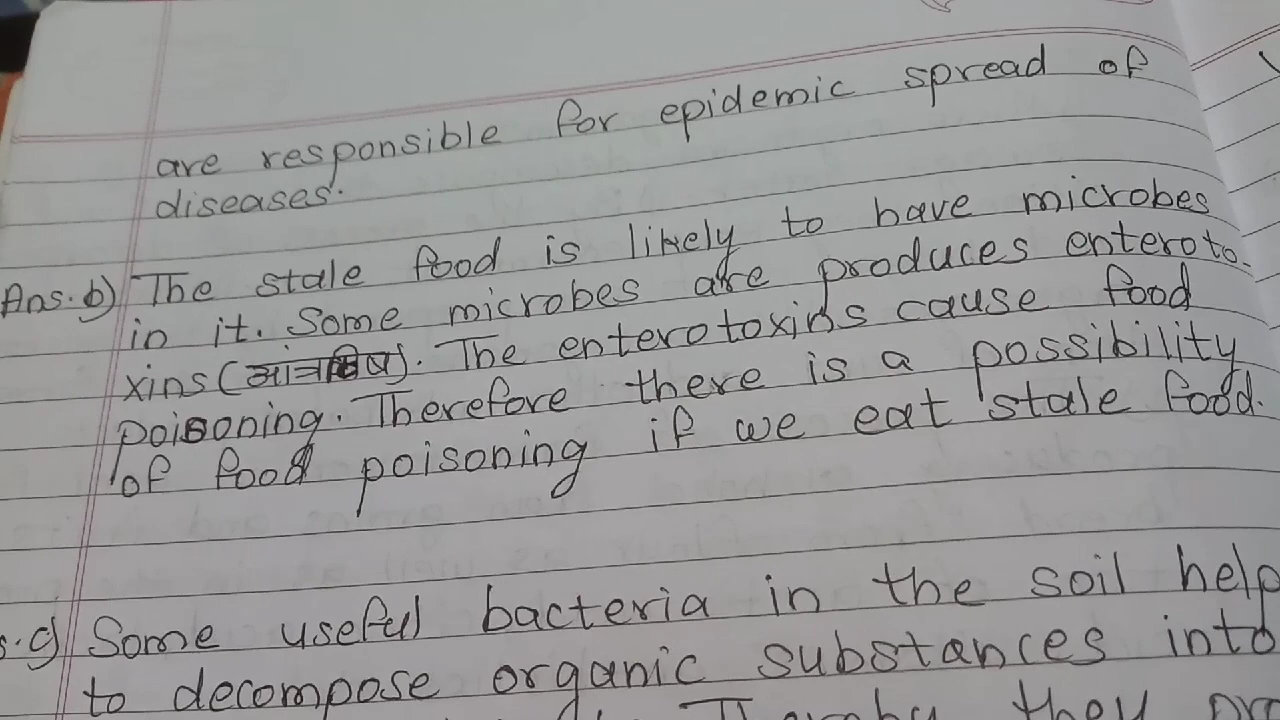 are responsible for epidemic spread of
diseases.
Ans. b) The stale food is likely to have microbes
in it. Some microbes are produces enteroto-
xins ( ). The enterotoxins cause food
poisoning. Therefore there is a possibility
of food poisoning if we eat stale food.
s. c) Some useful bacteria in the soil help
to decompose organic substances into
they